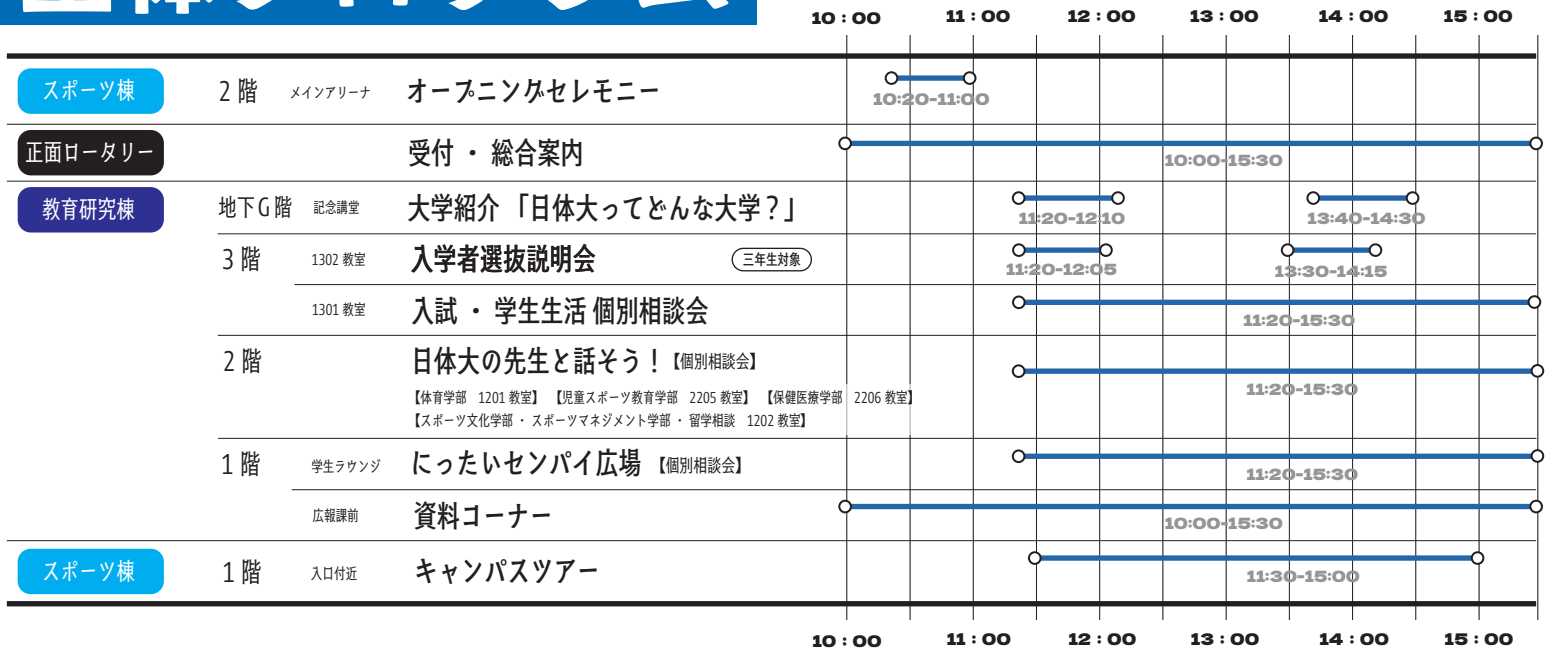 10：00 11：00 12：00 13：00 14：00 15：00
スポーツ棟 2 階 メインアリーナ オープニングセレモニー 10:20-11:00
正面ロータリー 受付 ・ 総合案内 10:00-15:30
教育研究棟 地下G階 記念講堂 大学紹介 「日体大ってどんな大学？」 11:20-12:10 13:40-14:30
3 階 1302 教室 入学者選抜説明会 三年生対象 11:20-12:05 13:30-14:15
1301 教室 入試 ・ 学生生活 個別相談会 11:20-15:30
2 階 日体大の先生と話そう！【個別相談会】 11:20-15:30
【体育学部 1201 教室】 【児童スポーツ教育学部 2205 教室】 【保健医療学部 2206 教室】
【スポーツ文化学部 ・ スポーツマネジメント学部 ・ 留学相談 1202 教室】
1 階 学生ラウンジ にったいセンパイ広場 【個別相談会】 11:20-15:30
広報課前 資料コーナー 10:00-15:30
スポーツ棟 1 階 入口付近 キャンパスツアー 11:30-15:00
10：00 11：00 12：00 13：00 14：00 15：00